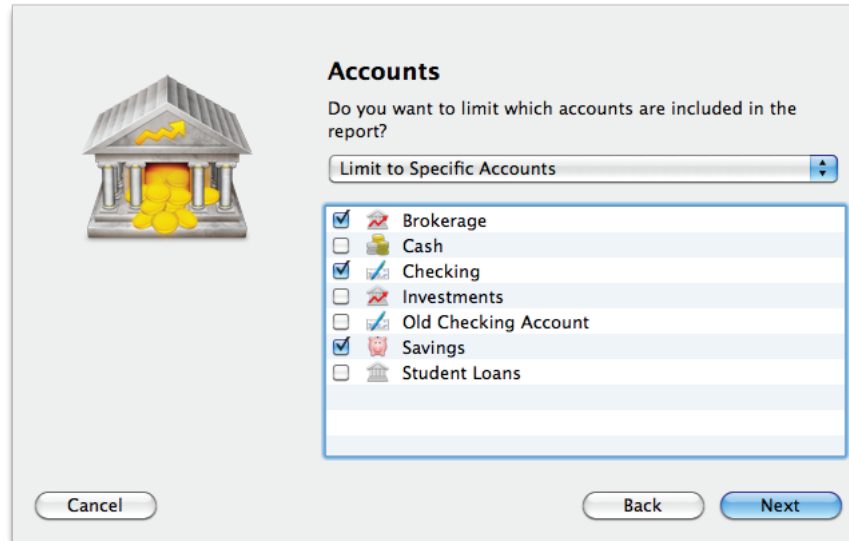 Accounts
Do you want to limit which accounts are included in the
report?
Limit to Specific Accounts
Brokerage
Cash
Checking
Investments
Old Checking Account
Savings
Student Loans
Cancel
Back
Next